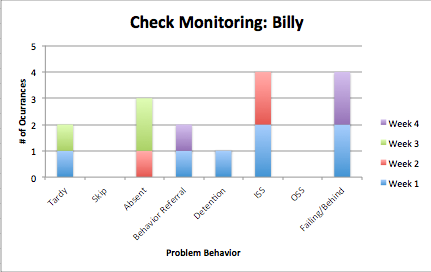 Check Monitoring: Billy
# of Ocurrances
5
4
3
2
1
0
Tardy
Skip
Absent
Behavior Referral
Detention
ISS
OSS
Failing/Behind
Problem Behavior
Week 4
Week 3
Week 2
Week 1